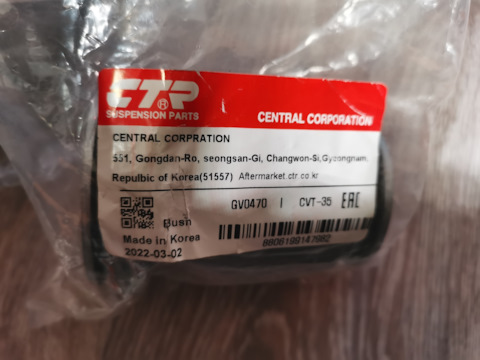 CTR®
SUSPENSION PARTS
CENTRAL CORPORATION
CENTRAL CORPRATION
551, Gongdan-Ro, seongsan-Gi, Changwon-Si, Gyeongnam,
Repulbic of Korea(51557) Aftermarket.ctr.co.kr
GV0470 | CVT-35 EAC
Bush
Made in Korea
2022-03-02